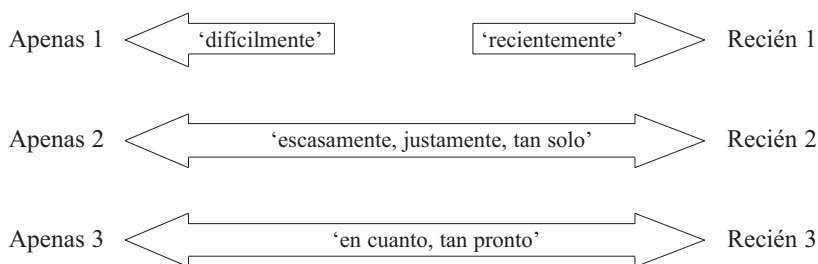 Apenas 1 ‘difícilmente’ ‘recientemente’ Recién 1
Apenas 2 ‘escasamente, justamente, tan solo’ Recién 2
Apenas 3 ‘en cuanto, tan pronto’ Recién 3